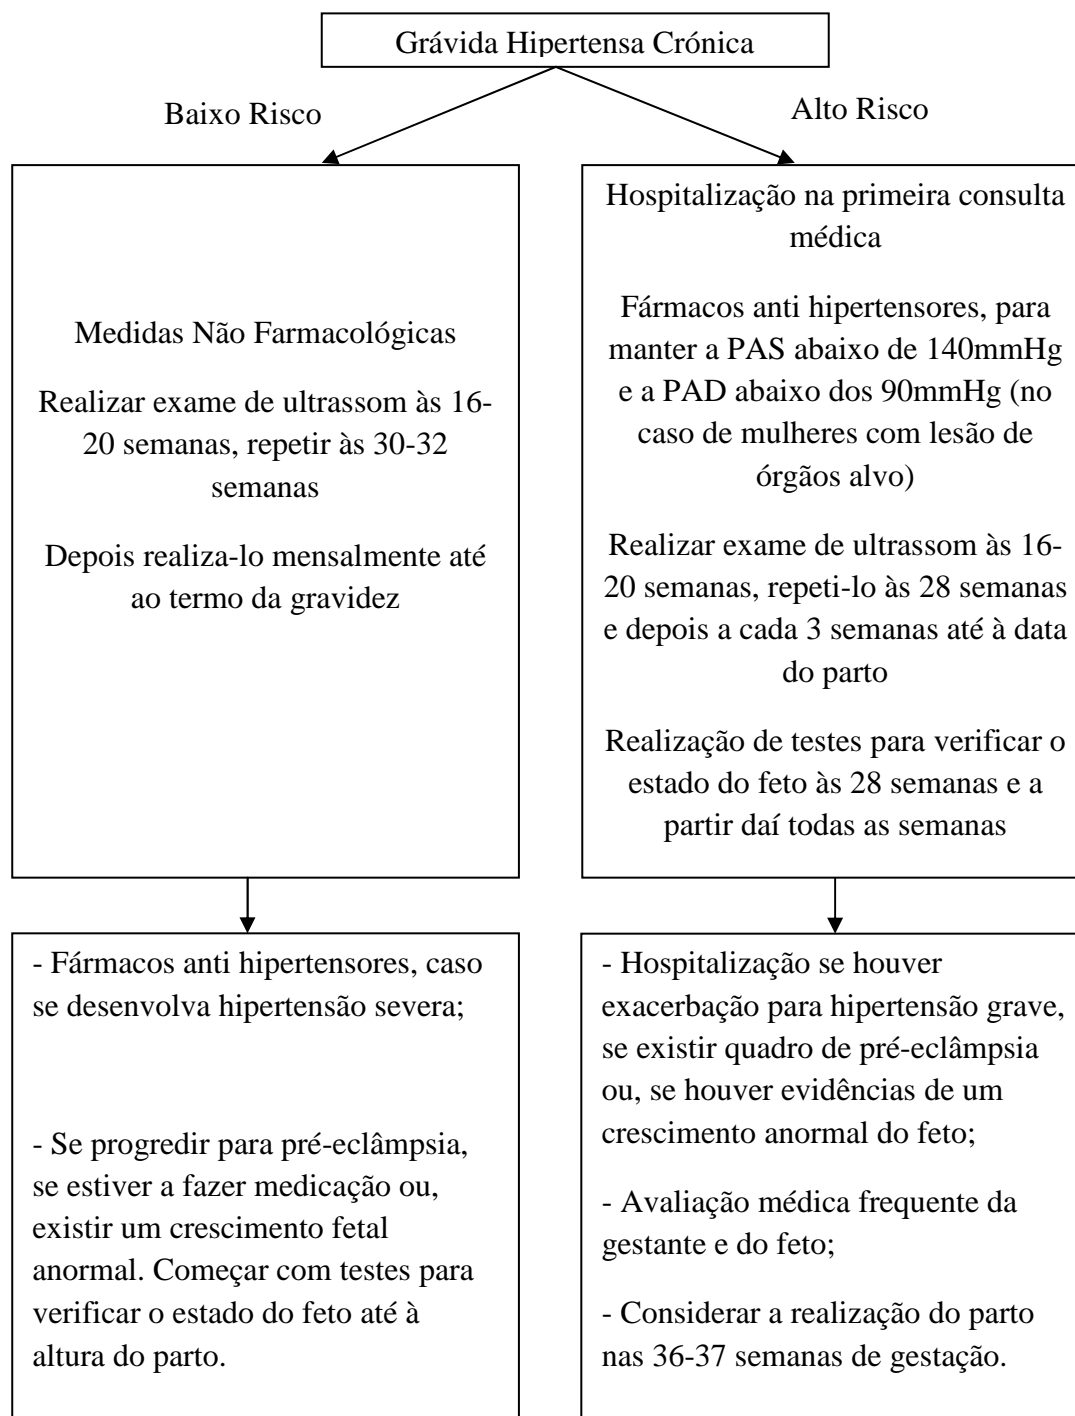 Grávida Hipertensa Crónica
Baixo Risco
Alto Risco
Medidas Não Farmacológicas
Realizar exame de ultrassom às 16-
20 semanas, repetir às 30-32
semanas
Depois realiza-lo mensalmente até
ao termo da gravidez
Hospitalização na primeira consulta
médica
Fármacos anti hipertensores, para
manter a PAS abaixo de 140mmHg
e a PAD abaixo dos 90mmHg (no
caso de mulheres com lesão de
órgãos alvo)
Realizar exame de ultrassom às 16-
20 semanas, repeti-lo às 28 semanas
e depois a cada 3 semanas até à data
do parto
Realização de testes para verificar o
estado do feto às 28 semanas e a
partir daí todas as semanas
- Fármacos anti hipertensores, caso
se desenvolva hipertensão severa;
- Se progredir para pré-eclâmpsia,
se estiver a fazer medicação ou,
existir um crescimento fetal
anormal. Começar com testes para
verificar o estado do feto até à
altura do parto.
- Hospitalização se houver
exacerbação para hipertensão grave,
se existir quadro de pré-eclâmpsia
ou, se houver evidências de um
crescimento anormal do feto;
- Avaliação médica frequente da
gestante e do feto;
- Considerar a realização do parto
nas 36-37 semanas de gestação.